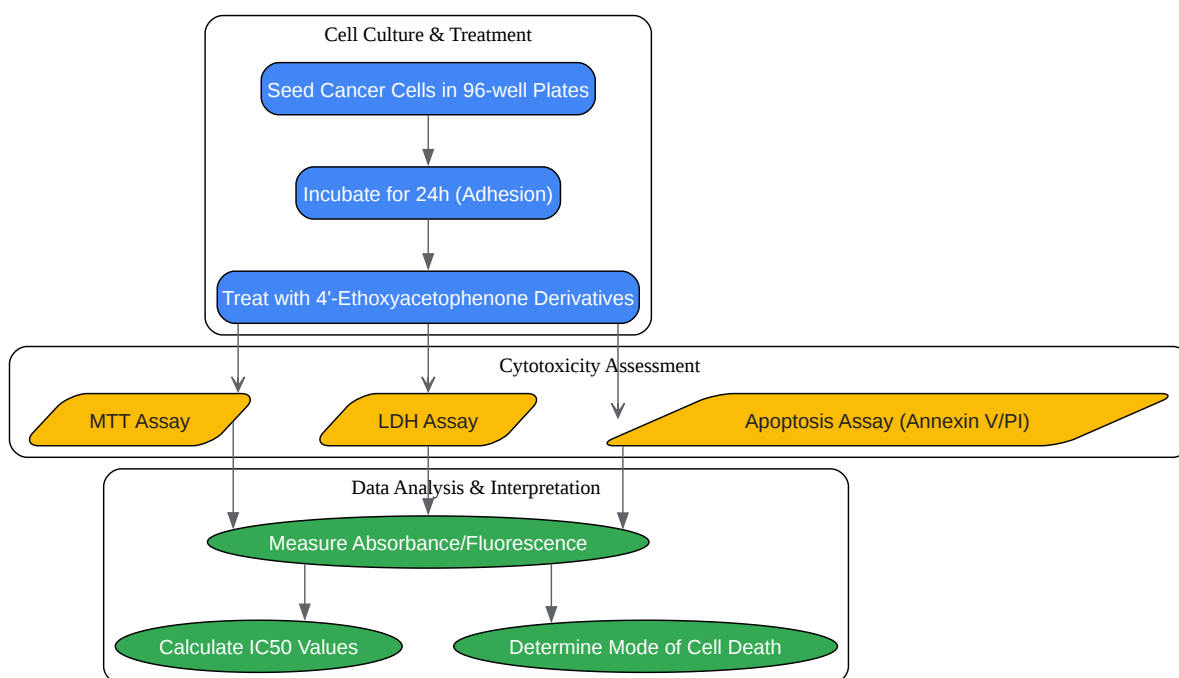 Cell Culture & Treatment
Seed Cancer Cells in 96-well Plates
Incubate for 24h (Adhesion)
Treat with 4'-Ethoxyacetophenone Derivatives
Cytotoxicity Assessment
MTT Assay
LDH Assay
Apoptosis Assay (Annexin V/PI)
Data Analysis & Interpretation
Measure Absorbance/Fluorescence
Calculate IC50 Values
Determine Mode of Cell Death